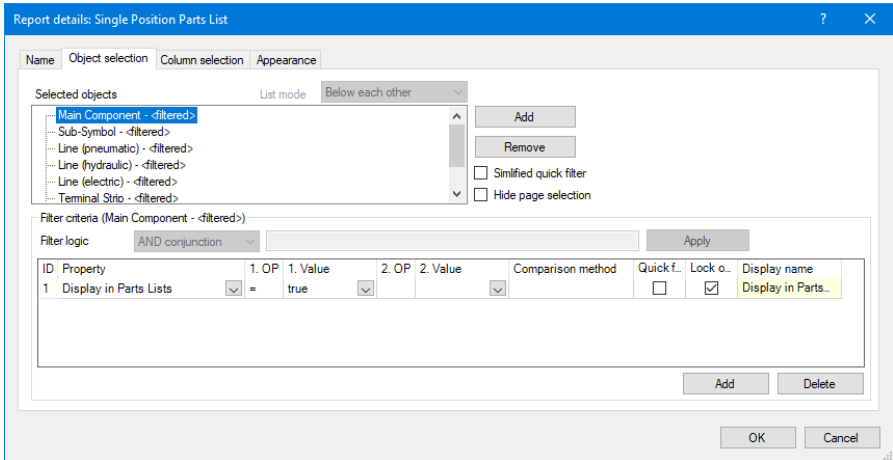 Report details: Single Position Parts List
Name Object selection Column selection Appearance
Selected objects List mode Below each other
Main Component - <filtered> Add
Sub-Symbol - <filtered>
Line (pneumatic) - <filtered> Remove
Line (hydraulic) - <filtered> Simlified quick filter
Line (electric) - <filtered> Hide page selection
Terminal Strip - <filtered>
Filter criteria (Main Component - <filtered>)
Filter logic AND conjunction Apply
ID Property 1. OP 1. Value 2. OP 2. Value Comparison method Quick f... Lock o... Display name
1 Display in Parts Lists = true Display in Parts...
Add Delete
OK Cancel